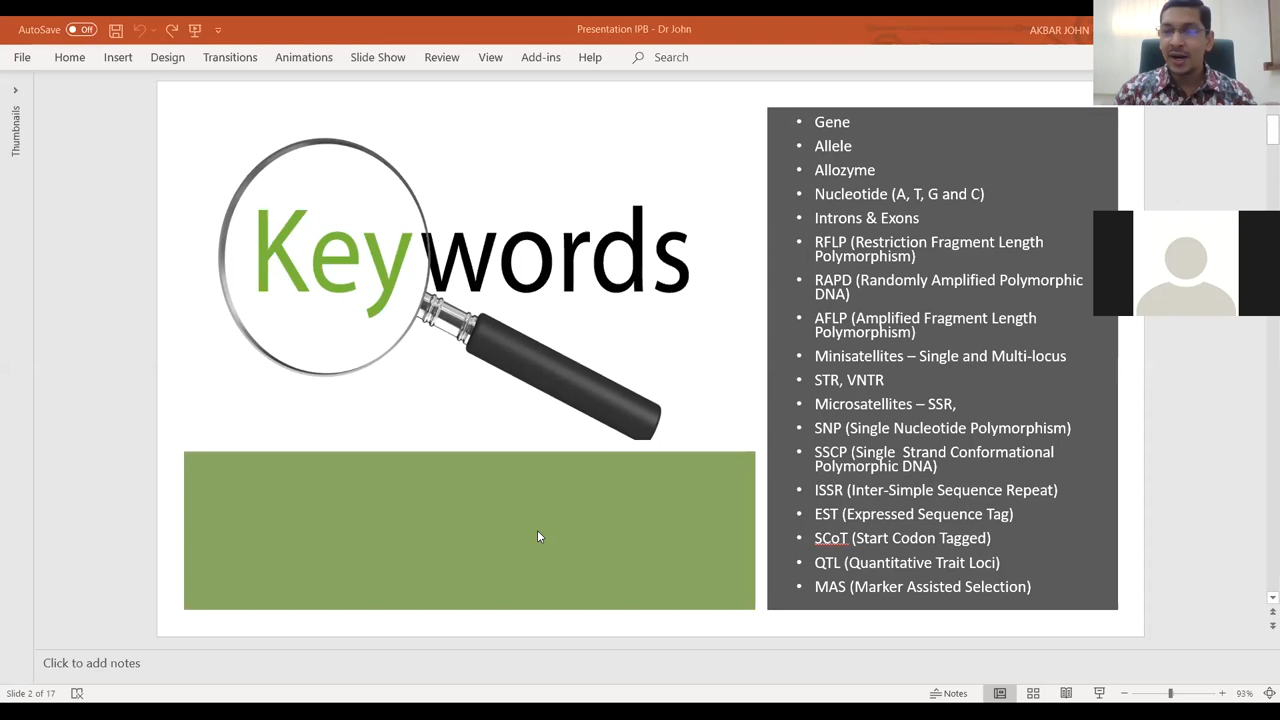 AutoSave Off
Presentation IPB - Dr John
AKBAR JOHN
File Home Insert Design Transitions Animations Slide Show Review View Add-ins Help Search
Thumbnails
Keywords
• Gene
• Allele
• Allozyme
• Nucleotide (A, T, G and C)
• Introns & Exons
• RFLP (Restriction Fragment Length
Polymorphism)
• RAPD (Randomly Amplified Polymorphic
DNA)
• AFLP (Amplified Fragment Length
Polymorphism)
• Minisatellites – Single and Multi-locus
• STR, VNTR
• Microsatellites – SSR,
• SNP (Single Nucleotide Polymorphism)
• SSCP (Single  Strand Conformational
Polymorphic DNA)
• ISSR (Inter-Simple Sequence Repeat)
• EST (Expressed Sequence Tag)
• SCoT (Start Codon Tagged)
• QTL (Quantitative Trait Loci)
• MAS (Marker Assisted Selection)
Click to add notes
Slide 2 of 17
Notes
93%